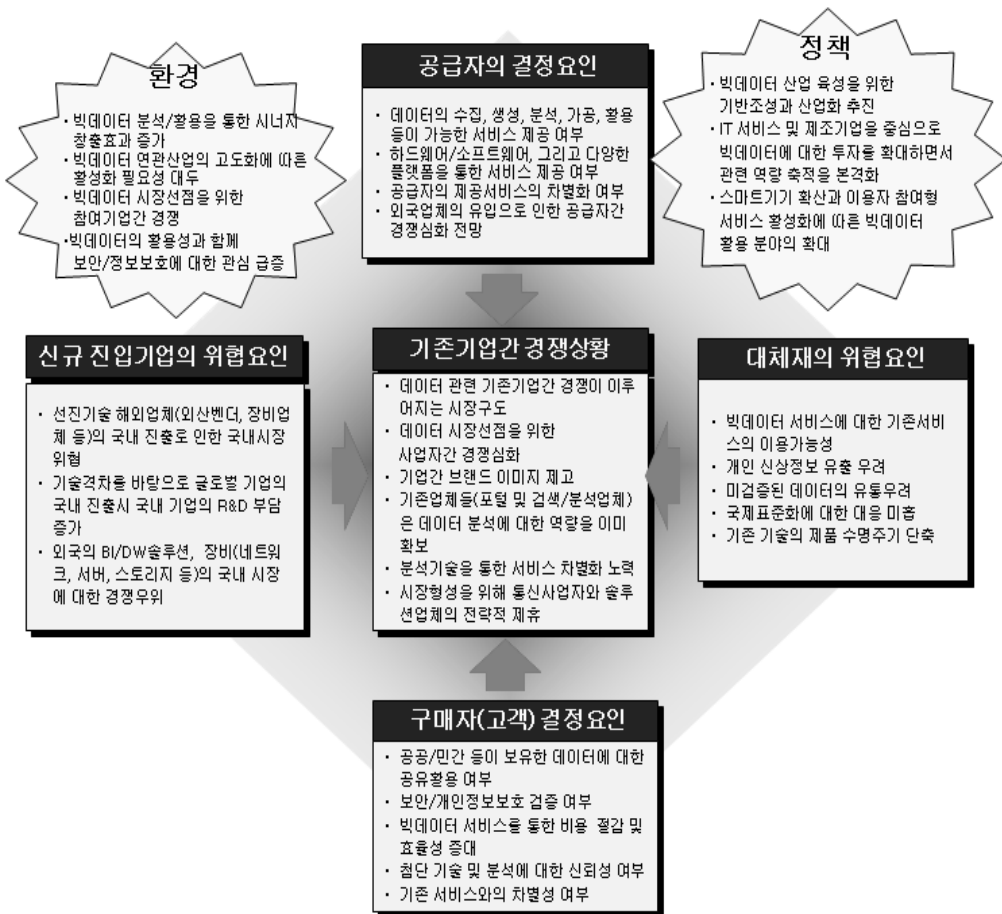 환경
· 빅데이터 분석/활용을 통한 시너지
창출효과 증가
· 빅데이터 연관산업의 고도화에 따른
활성화 필요성 대두
· 빅데이터 시장선점을 위한
참여기업간 경쟁
·빅데이터의 활용성과 함께
보안/정보보호에 대한 관심 급증
공급자의 결정요인
· 데이터의 수집, 생성, 분석, 가공, 활용
등이 가능한 서비스 제공 여부
· 하드웨어/소프트웨어, 그리고 다양한
플랫폼을 통한 서비스 제공 여부
· 공급자의 제공서비스의 차별화 여부
· 외국업체의 유입으로 인한 공급자간
경쟁심화 전망
정책
· 빅데이터 산업 육성을 위한
기반조성과 산업화 추진
· IT 서비스 및 제조기업을 중심으로
빅데이터에 대한 투자를 확대하면서
관련 역량 축적을 본격화
· 스마트기기 확산과 이용자 참여형
서비스 활성화에 따른 빅데이터
활용 분야의 확대
신규 진입기업의 위협요인
· 선진기술 해외업체(외산벤더, 장비업
체 등)의 국내 진출로 인한 국내시장
위협
· 기술격차를 바탕으로 글로벌 기업의
국내 진출시 국내 기업의 R&D 부담
증가
· 외국의 BI/DW솔루션, 장비(네트워
크, 서버, 스토리지 등)의 국내 시장
에 대한 경쟁우위
기존기업간 경쟁상황
· 데이터 관련 기존기업간 경쟁이 이루
어지는 시장구도
· 데이터 시장선점을 위한
사업자간 경쟁심화
· 기업간 브랜드 이미지 제고
· 기존업체들(포털 및 검색/분석업체)
은 데이터 분석에 대한 역량을 이미
확보
· 분석기술을 통한 서비스 차별화 노력
· 시장형성을 위해 통신사업자와 솔루
션업체의 전략적 제휴
대체재의 위협요인
· 빅데이터 서비스에 대한 기존서비
스의 이용가능성
· 개인 신상정보 유출 우려
· 미검증된 데이터의 유통우려
· 국제표준화에 대한 대응 미흡
· 기존 기술의 제품 수명주기 단축
구매자(고객) 결정요인
· 공공/민간 등이 보유한 데이터에 대한
공유활용 여부
· 보안/개인정보보호 검증 여부
· 빅데이터 서비스를 통한 비용 절감 및
효율성 증대
· 첨단 기술 및 분석에 대한 신뢰성 여부
· 기존 서비스와의 차별성 여부